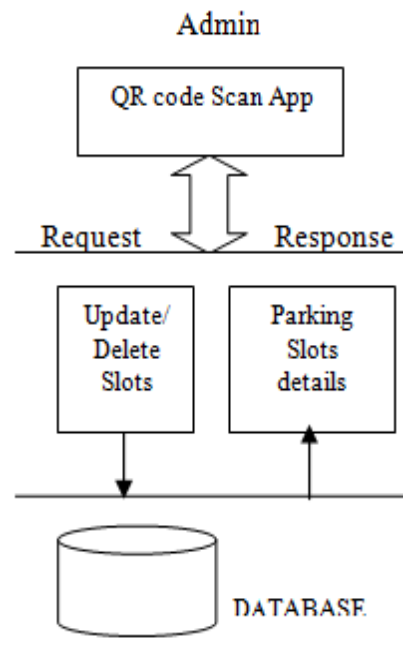 Admin
QR code Scan App
Request Response
Update/
Delete
Slots
Parking
Slots
details
DATABASE